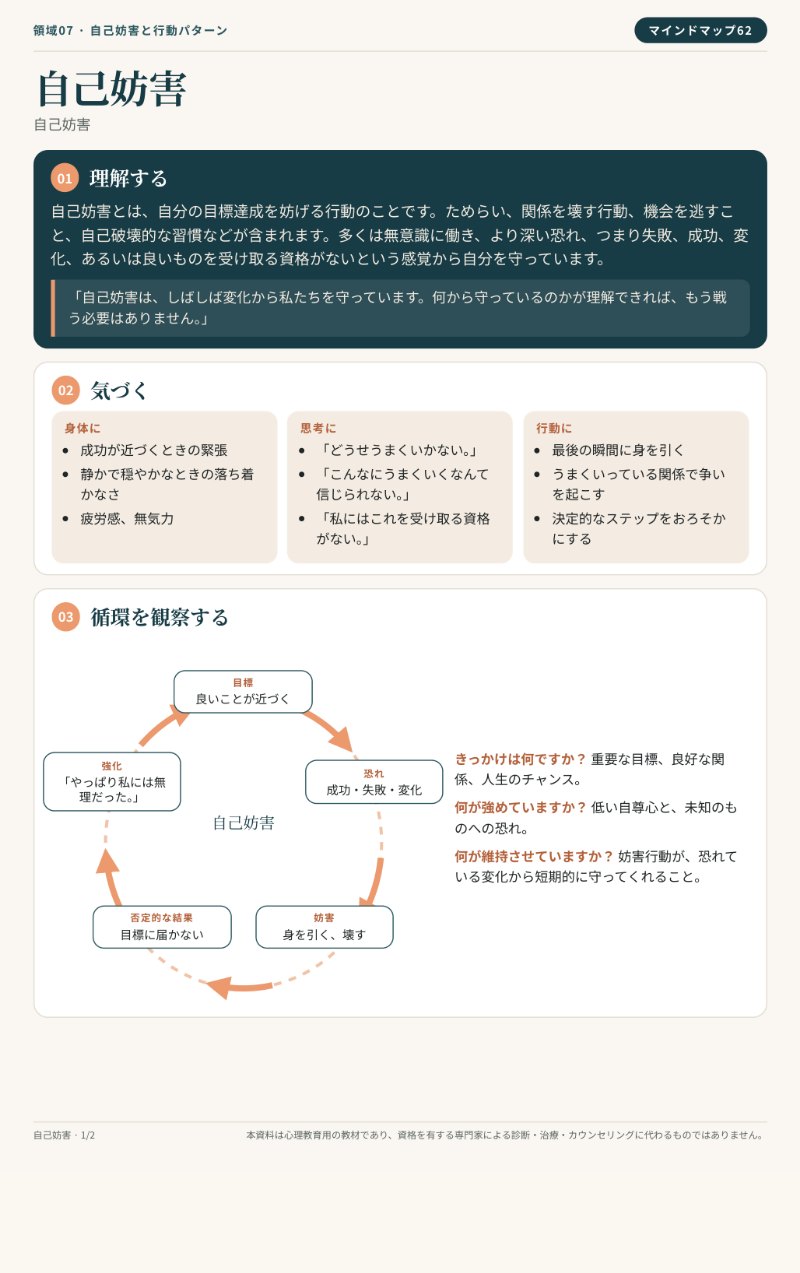 領域07 · 自己妨害と行動パターン
マインドマップ62
自己妨害
自己妨害
01 理解する
自己妨害とは、自分の目標達成を妨げる行動のことです。ためらい、関係を壊す行動、機会を逃すこ
と、自己破壊的な習慣などが含まれます。多くは無意識に働き、より深い恐れ、つまり失敗、成功、変
化、あるいは良いものを受け取る資格がないという感覚から自分を守っています。
「自己妨害は、しばしば変化から私たちを守っています。何から守っているのかが理解できれば、もう戦
う必要はありません。」
02 気づく
身体に
• 成功が近づくときの緊張
• 静かで穏やかなときの落ち着
かなさ
• 疲労感、無気力
思考に
• 「どうせうまくいかない。」
• 「こんなにうまくいくなんて
信じられない。」
• 「私にはこれを受け取る資格
がない。」
行動に
• 最後の瞬間に身を引く
• うまくいっている関係で争い
を起こす
• 決定的なステップをおろそか
にする
03 循環を観察する
目標
良いことが近づく
恐れ
成功・失敗・変化
妨害
身を引く、壊す
否定的な結果
目標に届かない
強化
「やっぱり私には無
理だった。」
自己妨害
きっかけは何ですか？ 重要な目標、良好な関
係、人生のチャンス。
何が強めていますか？ 低い自尊心と、未知のも
のへの恐れ。
何が維持させていますか？ 妨害行動が、恐れて
いる変化から短期的に守ってくれること。
自己妨害 · 1/2
本資料は心理教育用の教材であり、資格を有する専門家による診断・治療・カウンセリングに代わるものではありません。